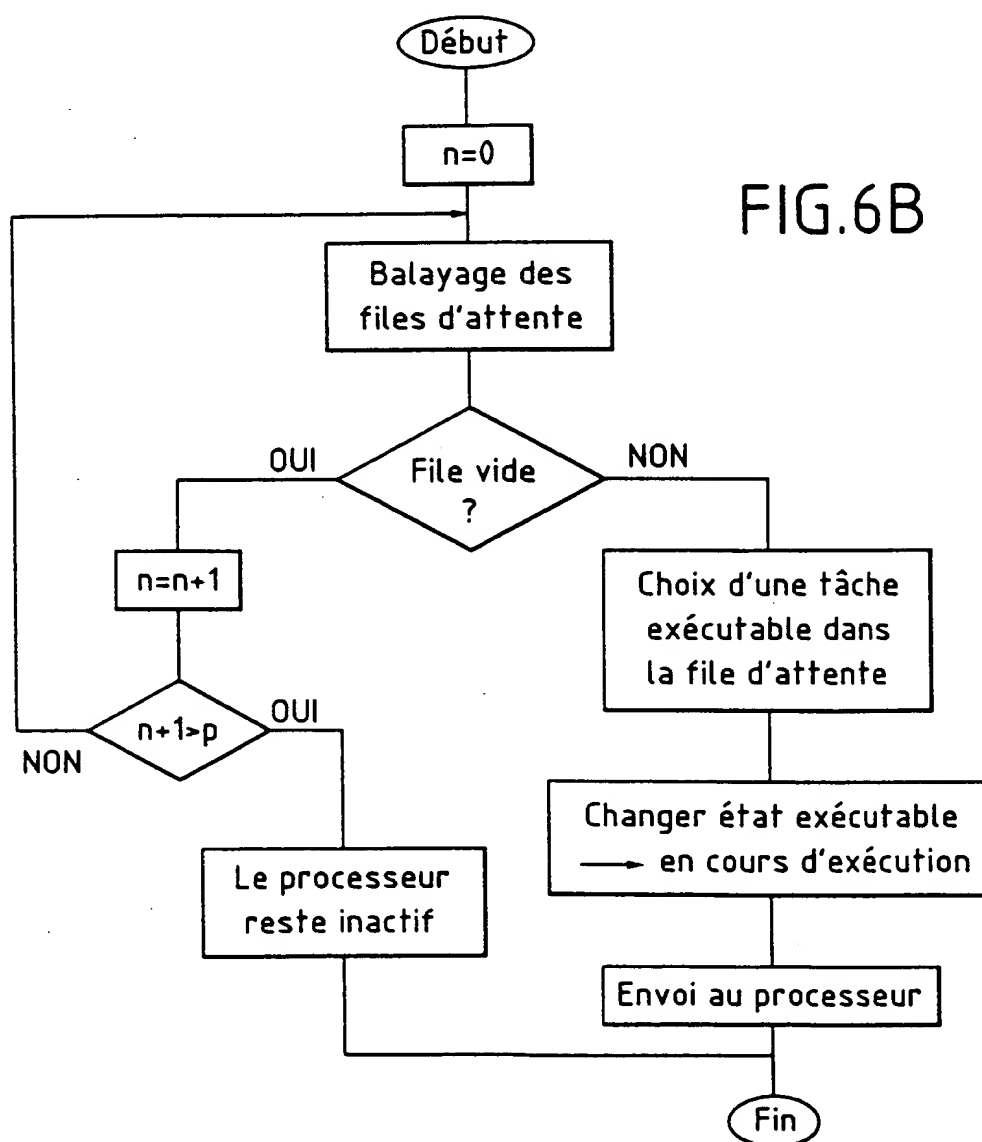 Début
n=0
FIG.6B
Balayage des
files d'attente
OUI
File vide
?
NON
n=n+1
Choix d'une tâche
exécutable dans
la file d'attente
n+1>p
OUI
NON
Changer état exécutable
→ en cours d'exécution
Le processeur
reste inactif
Envoi au processeur
Fin